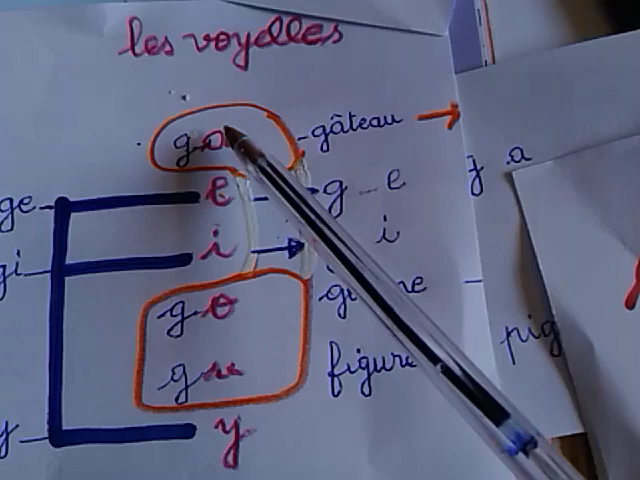 les voyelles
ga - gâteau
g a
ge e g e
gi i i
go
pig
gu figure
y y